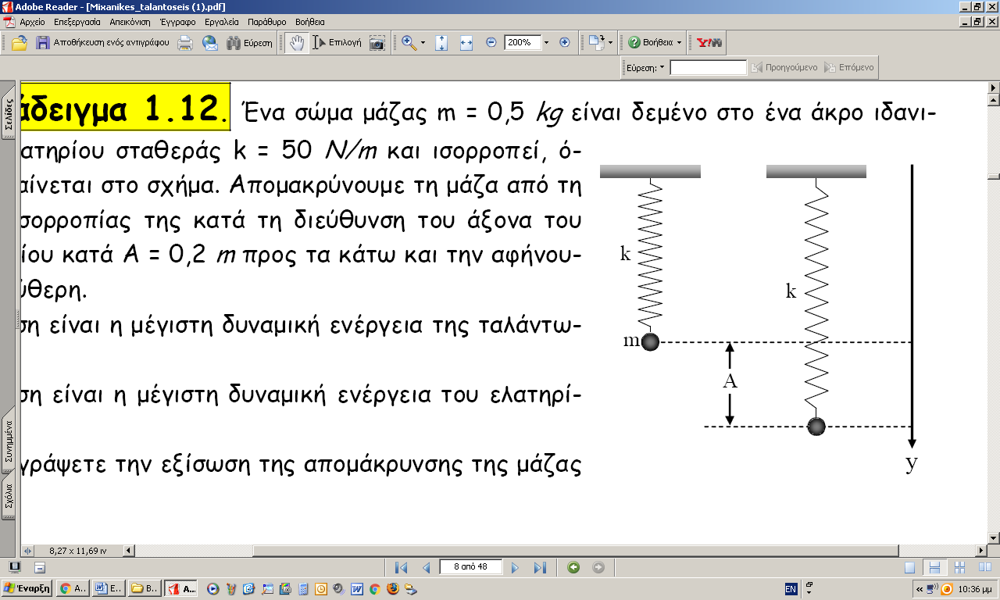 Adobe Reader - [Mixanikes_talantoseis (1).pdf]
Αρχείο Επεξεργασία Απεικόνιση Έγγραφο Εργαλεία Παράθυρο Βοήθεια
Αποθήκευση ενός αντιγράφου Εύρεση Επιλογή 200% Βοήθεια Y!
Εύρεση: Προηγούμενο Επόμενο
Σελίδες
άδειγμα 1.12. Ένα σώμα μάζας m = 0,5 kg είναι δεμένο στο ένα άκρο ιδανι-
ατηρίου σταθεράς k = 50 N/m και ισορροπεί, ό-
αίνεται στο σχήμα. Απομακρύνουμε τη μάζα από τη
σορροπίας της κατά τη διεύθυνση του άξονα του
ίου κατά A = 0,2 m προς τα κάτω και την αφήνου-
ύθερη.
ση είναι η μέγιστη δυναμική ενέργεια της ταλάντω-
ση είναι η μέγιστη δυναμική ενέργεια του ελατηρί-
γράψετε την εξίσωση της απομάκρυνσης της μάζας
k
k
m
A
y
Συνημμένα
Σχόλια
8,27 x 11,69 ιν
8 από 48
Έναρξη A... E... B... A... EN 10:36 μμ